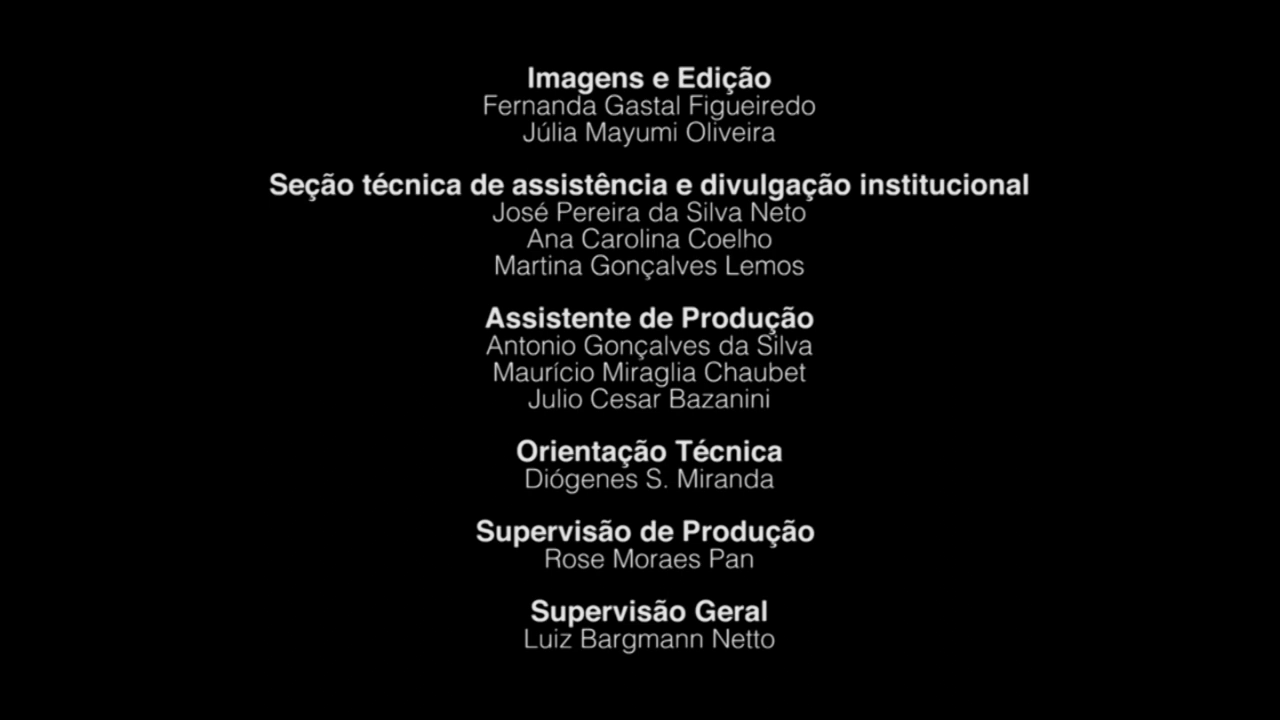 Imagens e Edição
Fernanda Gastal Figueiredo
Júlia Mayumi Oliveira
Seção técnica de assistência e divulgação institucional
José Pereira da Silva Neto
Ana Carolina Coelho
Martina Gonçalves Lemos
Assistente de Produção
Antonio Gonçalves da Silva
Maurício Miraglia Chaubet
Julio Cesar Bazanini
Orientação Técnica
Diógenes S. Miranda
Supervisão de Produção
Rose Moraes Pan
Supervisão Geral
Luiz Bargmann Netto